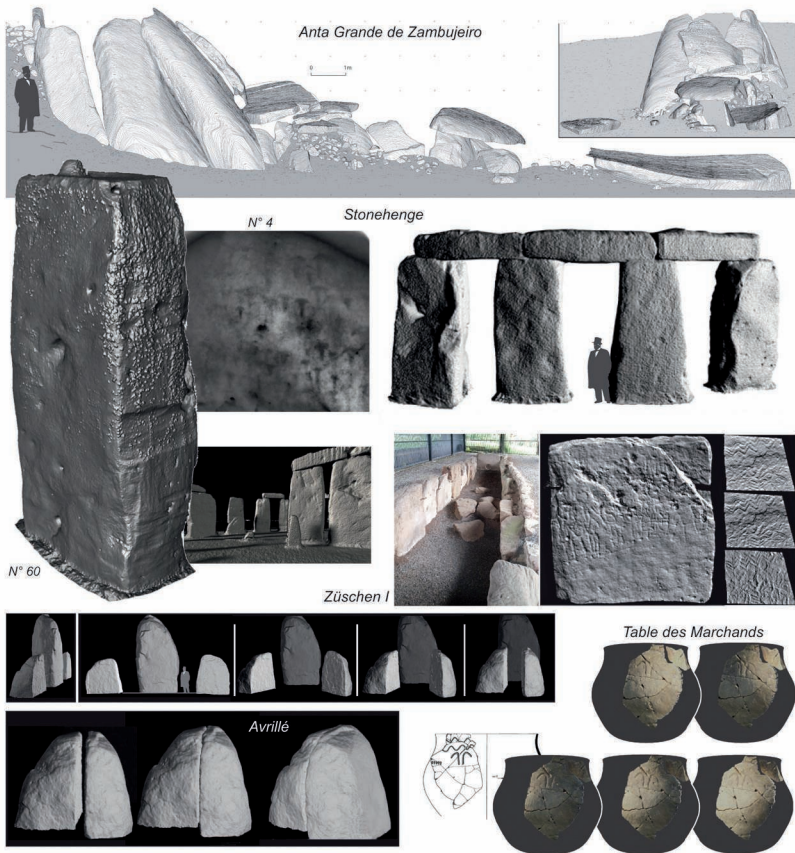 Anta Grande de Zambujeiro
0 1m
Stonehenge
N° 4
N° 60
Züschen I
Table des Marchands
Avrillé